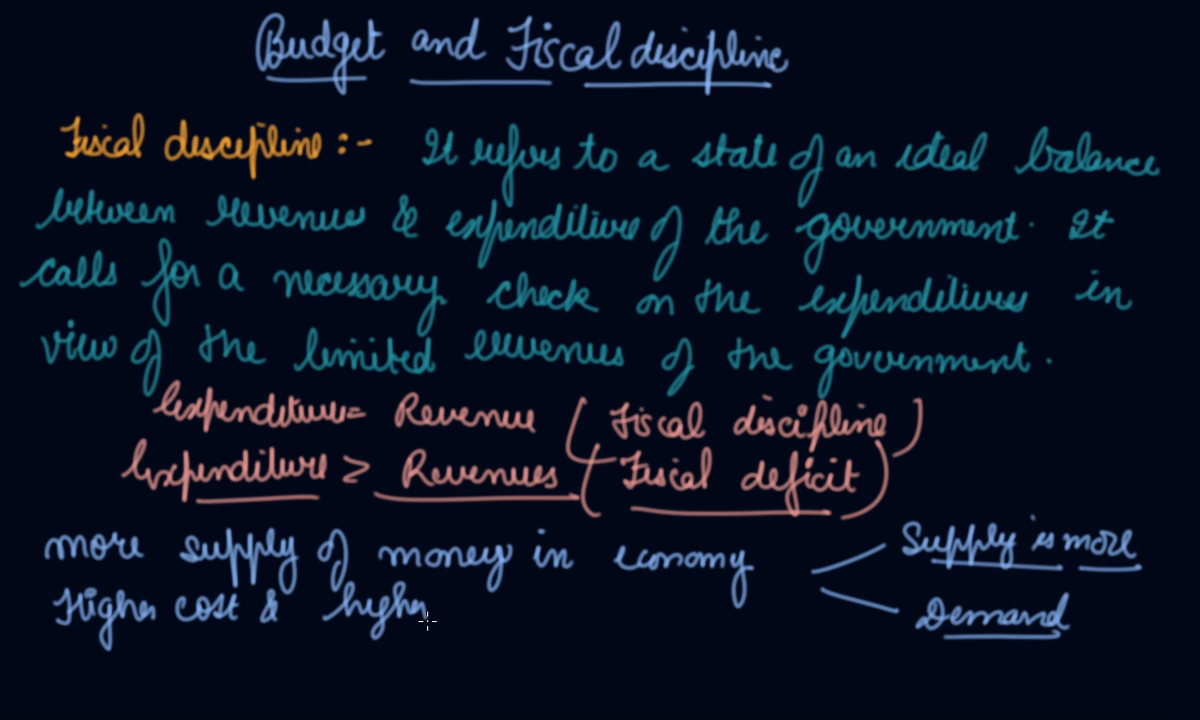 Budget and Fiscal discipline
Fiscal descipline :- It refers to a state of an ideal balance
between revenues & expenditure of the government. It
calls for a necessary check on the expenditures in
view of the limited revenues of the government.
Expenditure = Revenue (Fiscal discipline)
Expenditure ≥ Revenues (Fiscal deficit)
more supply of money in economy
Supply is more
Higher cost & higher
Demand